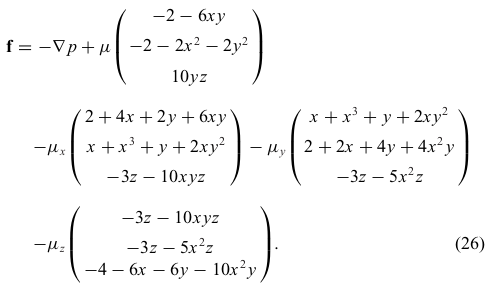 f = −∇p + μ ( −2 − 6xy
−2 − 2x² − 2y²
10yz )
−μₓ ( 2 + 4x + 2y + 6xy
x + x³ + y + 2xy²
−3z − 10xyz ) − μ_y ( x + x³ + y + 2xy²
2 + 2x + 4y + 4x²y
−3z − 5x²z )
−μ_z ( −3z − 10xyz
−3z − 5x²z
−4 − 6x − 6y − 10x²y ) . (26)